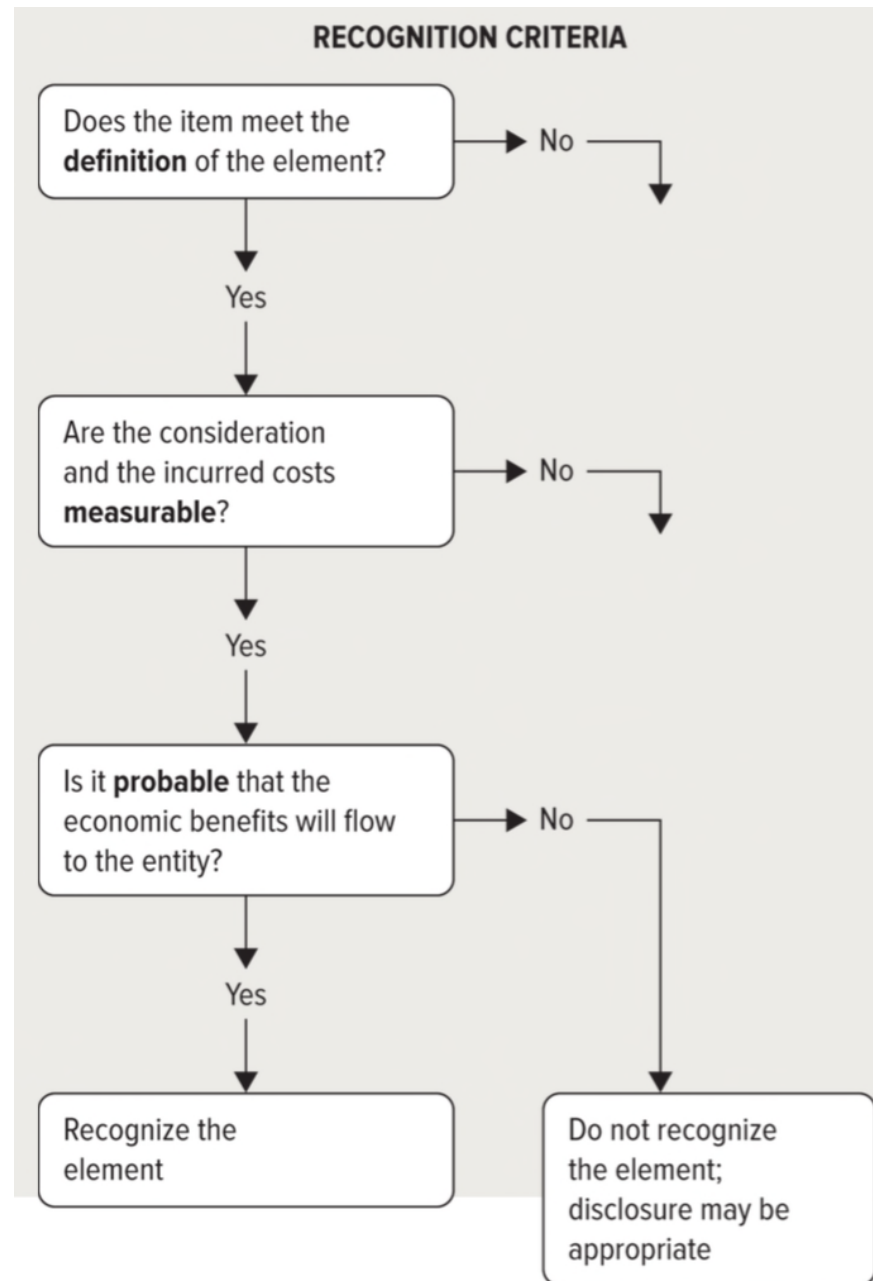 RECOGNITION CRITERIA
Does the item meet the
definition of the element?
No
Yes
Are the consideration
and the incurred costs
measurable?
No
Yes
Is it probable that the
economic benefits will flow
to the entity?
No
Yes
Recognize the
element
Do not recognize
the element;
disclosure may be
appropriate